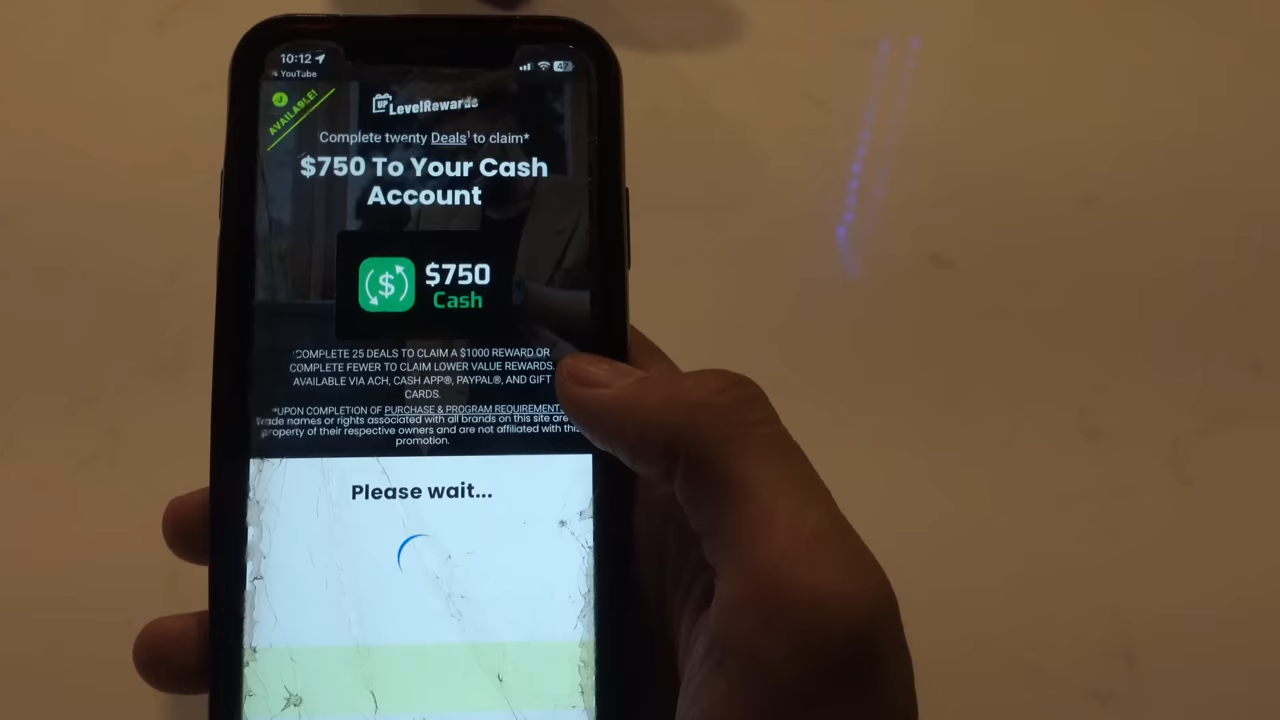 10:12
YouTube
47
AVAILABLE!
UP
LevelRewards
Complete twenty Deals¹ to claim*
$750 To Your Cash
Account
$
$750
Cash
¹COMPLETE 25 DEALS TO CLAIM A $1000 REWARD OR
COMPLETE FEWER TO CLAIM LOWER VALUE REWARDS.
AVAILABLE VIA ACH, CASH APP®, PAYPAL®, AND GIFT
CARDS.
*UPON COMPLETION OF PURCHASE & PROGRAM REQUIREMENTS
Trade names or rights associated with all brands on this site are
property of their respective owners and are not affiliated with this
promotion.
Please wait...